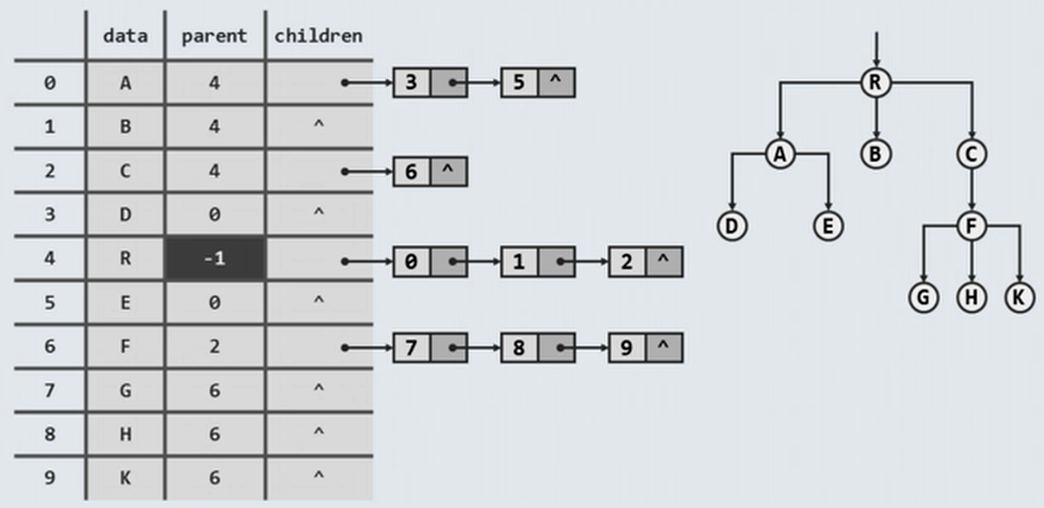 data parent children
0 A 4 3 5 ^
1 B 4 ^
2 C 4 6 ^
3 D 0 ^
4 R -1 0 1 2 ^
5 E 0 ^
6 F 2 7 8 9 ^
7 G 6 ^
8 H 6 ^
9 K 6 ^
R
A B C
D E F
G H K